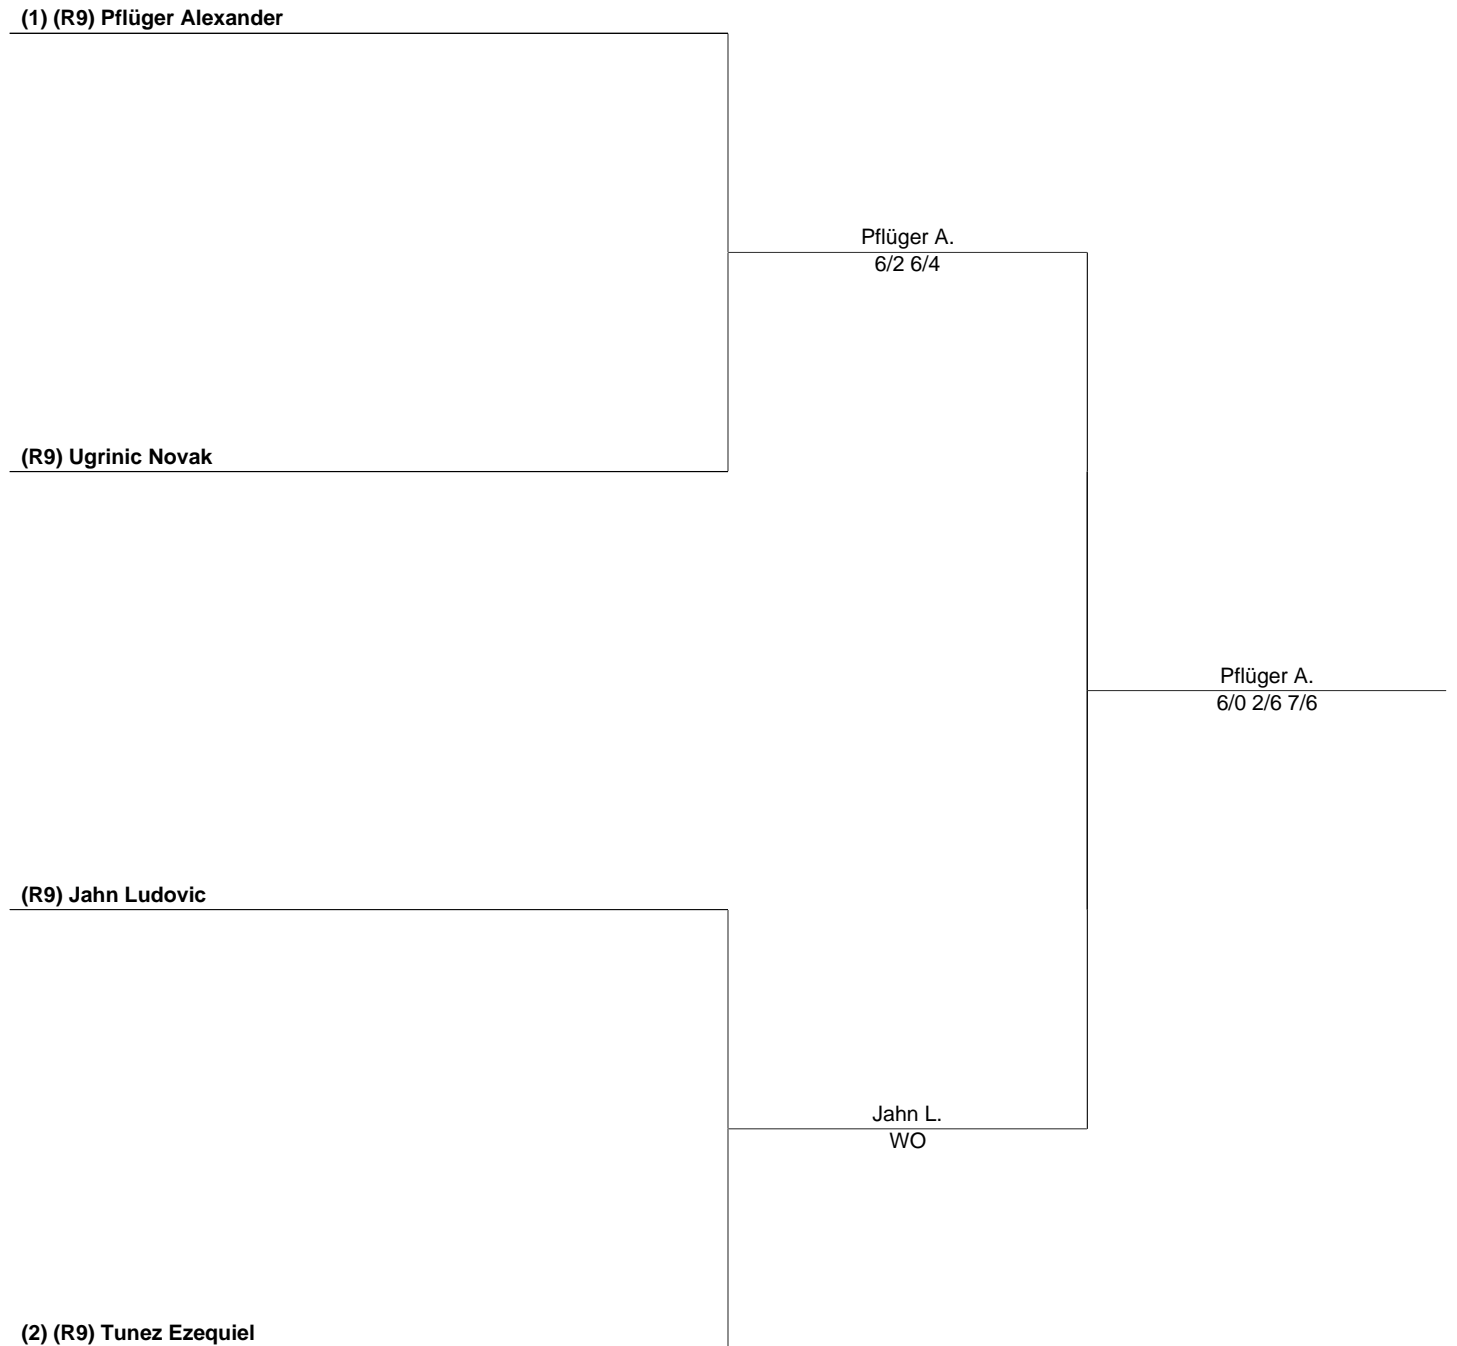 (1) (R9) Pflüger Alexander
Pflüger A.
6/2 6/4
(R9) Ugrinic Novak
Pflüger A.
6/0 2/6 7/6
(R9) Jahn Ludovic
Jahn L.
WO
(2) (R9) Tunez Ezequiel